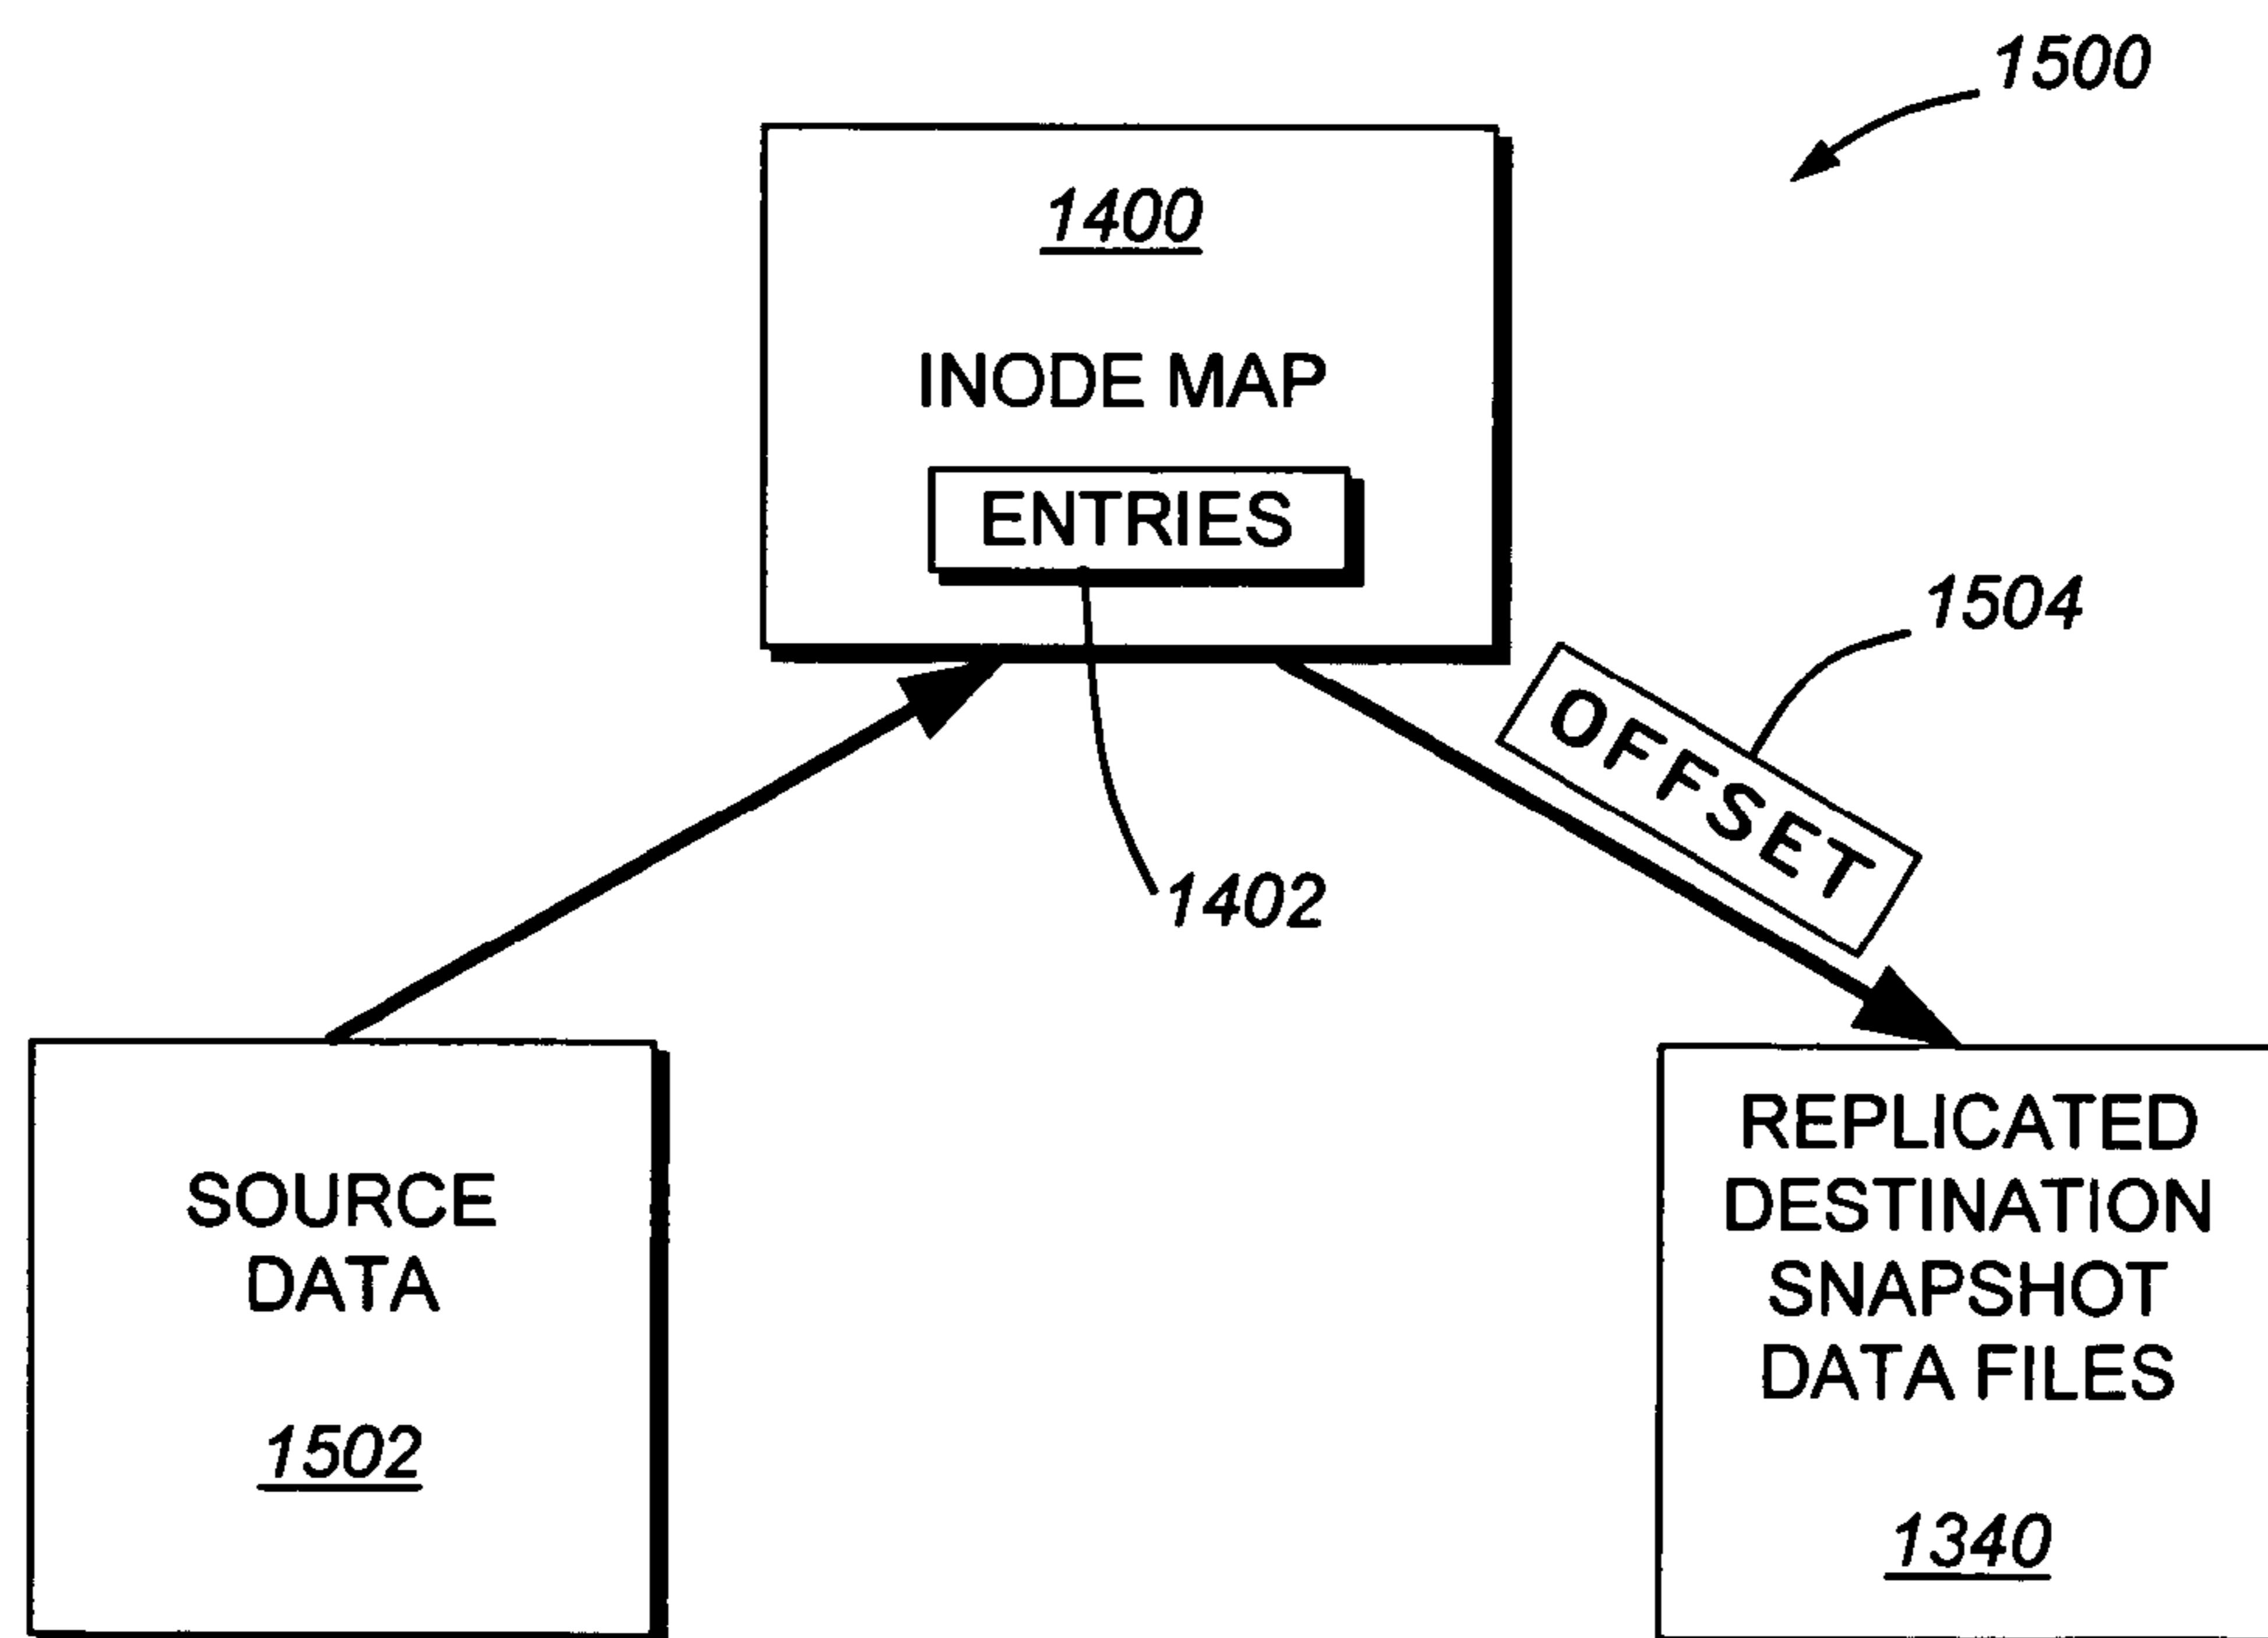 1500
1400
INODE MAP
ENTRIES
1504
OFFSET
1402
SOURCE
DATA
1502
REPLICATED
DESTINATION
SNAPSHOT
DATA FILES
1340